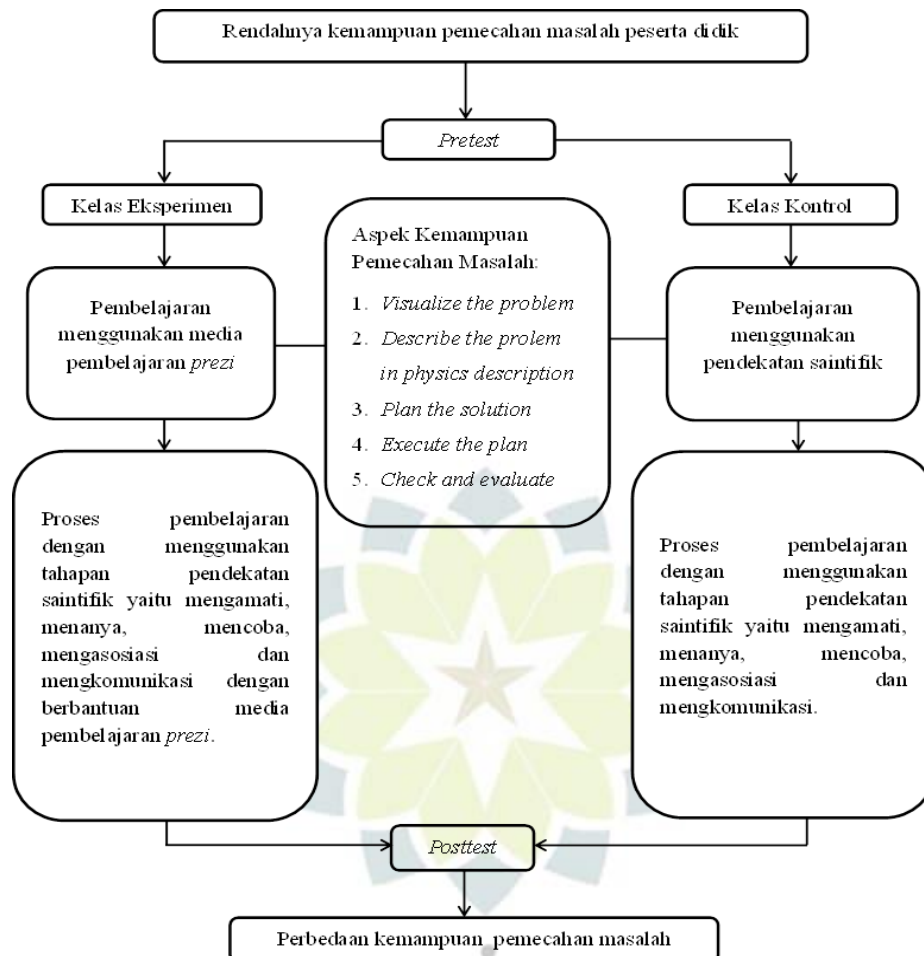 Rendahnya kemampuan pemecahan masalah peserta didik
Pretest
Kelas Eksperimen
Kelas Kontrol
Pembelajaran
menggunakan media
pembelajaran prezi
Aspek Kemampuan
Pemecahan Masalah:
1. Visualize the problem
2. Describe the prolem
in physics description
3. Plan the solution
4. Execute the plan
5. Check and evaluate
Pembelajaran
menggunakan
pendekatan saintifik
Proses pembelajaran
dengan menggunakan
tahapan pendekatan
saintifik yaitu mengamati,
menanya, mencoba,
mengasosiasi dan
mengkomunikasi dengan
berbantuan media
pembelajaran prezi.
Proses pembelajaran
dengan menggunakan
tahapan pendekatan
saintifik yaitu mengamati,
menanya, mencoba,
mengasosiasi dan
mengkomunikasi.
Posttest
Perbedaan kemampuan pemecahan masalah